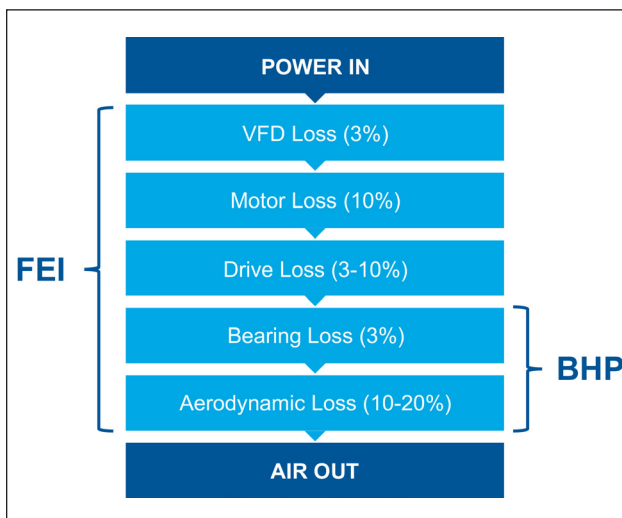 POWER IN
VFD Loss (3%)
Motor Loss (10%)
FEI
Drive Loss (3-10%)
Bearing Loss (3%)
BHP
Aerodynamic Loss (10-20%)
AIR OUT